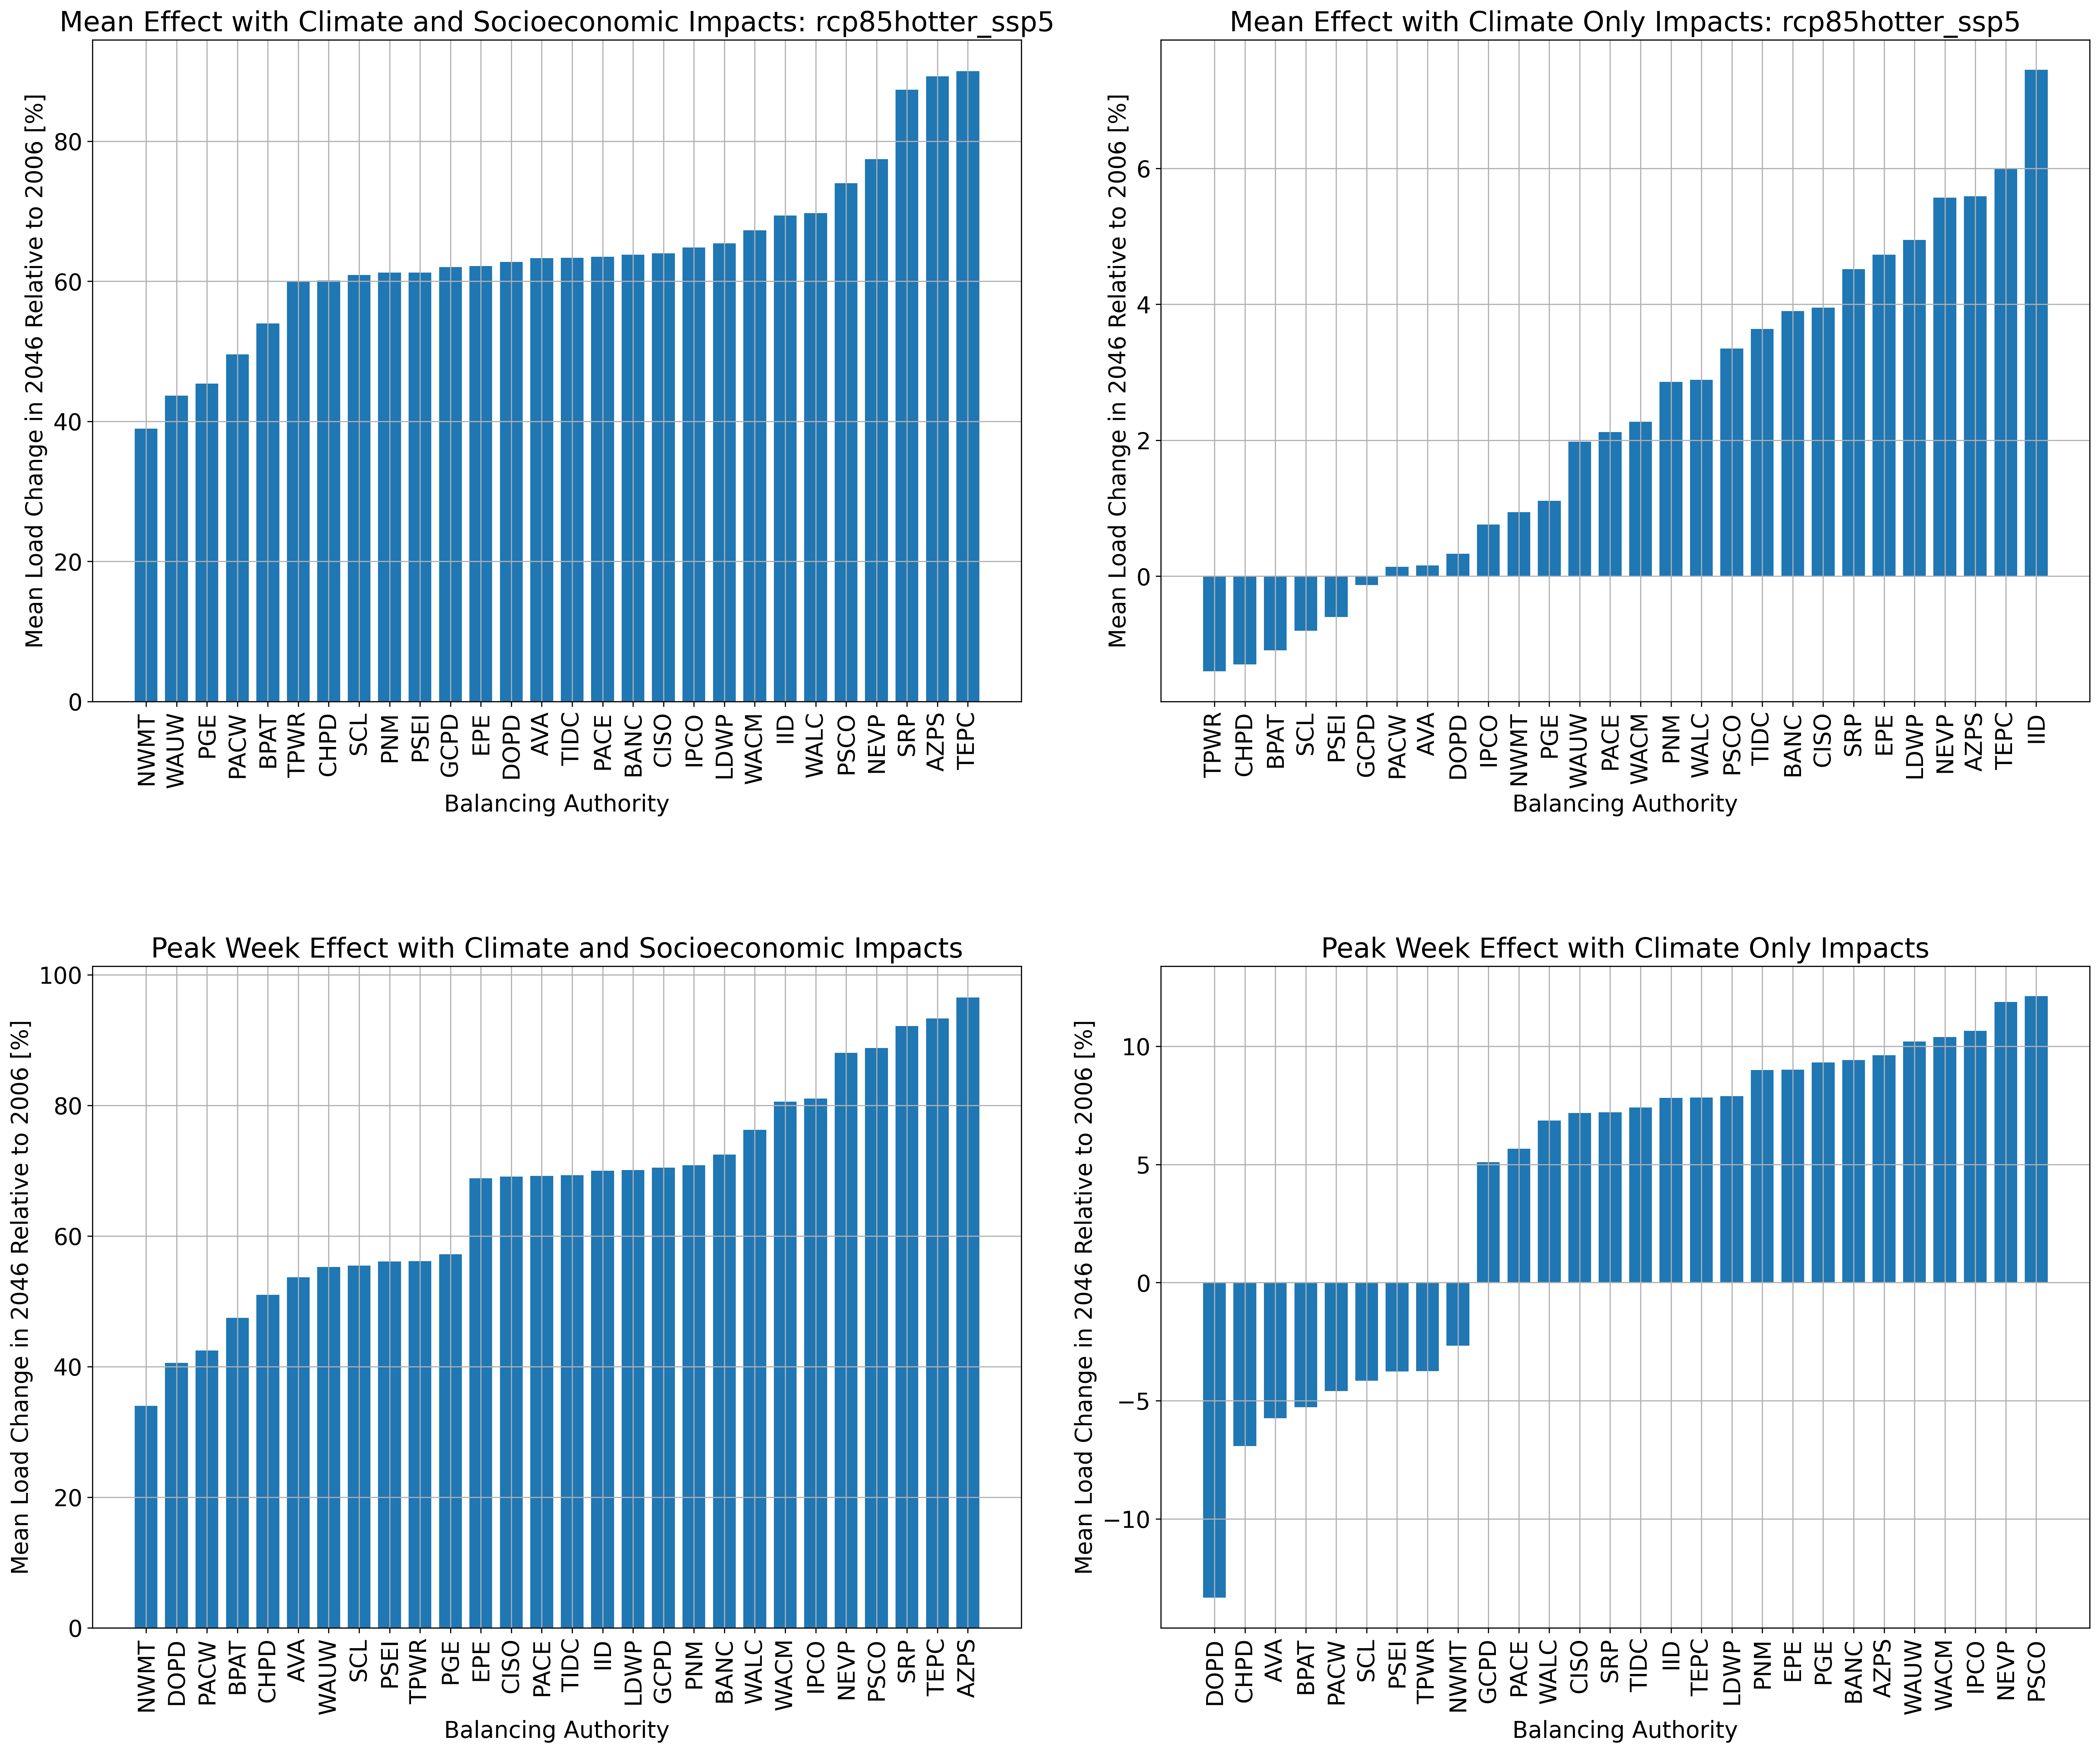 Mean Effect with Climate and Socioeconomic Impacts: rcp85hotter_ssp5
Mean Load Change in 2046 Relative to 2006 [%]
80
60
40
20
0
NWMT WAUW PGE PACW BPAT TPWR CHPD SCL PNM PSEI GCPD EPE DOPD AVA TIDC PACE BANC CISO IPCO LDWP WACM IID WALC PSCO NEVP SRP AZPS TEPC
Balancing Authority
Mean Effect with Climate Only Impacts: rcp85hotter_ssp5
Mean Load Change in 2046 Relative to 2006 [%]
6
4
2
0
TPWR CHPD BPAT SCL PSEI GCPD PACW AVA DOPD IPCO NWMT PGE WAUW PACE WACM PNM WALC PSCO TIDC BANC CISO SRP EPE LDWP NEVP AZPS TEPC IID
Balancing Authority
Peak Week Effect with Climate and Socioeconomic Impacts
Mean Load Change in 2046 Relative to 2006 [%]
100
80
60
40
20
0
NWMT DOPD PACW BPAT CHPD AVA WAUW SCL PSEI TPWR PGE EPE CISO PACE TIDC IID LDWP GCPD PNM BANC WALC WACM IPCO NEVP PSCO SRP TEPC AZPS
Balancing Authority
Peak Week Effect with Climate Only Impacts
Mean Load Change in 2046 Relative to 2006 [%]
10
5
0
−5
−10
DOPD CHPD AVA BPAT PACW SCL PSEI TPWR NWMT GCPD PACE WALC CISO SRP TIDC IID TEPC LDWP PNM EPE PGE BANC AZPS WAUW WACM IPCO NEVP PSCO
Balancing Authority